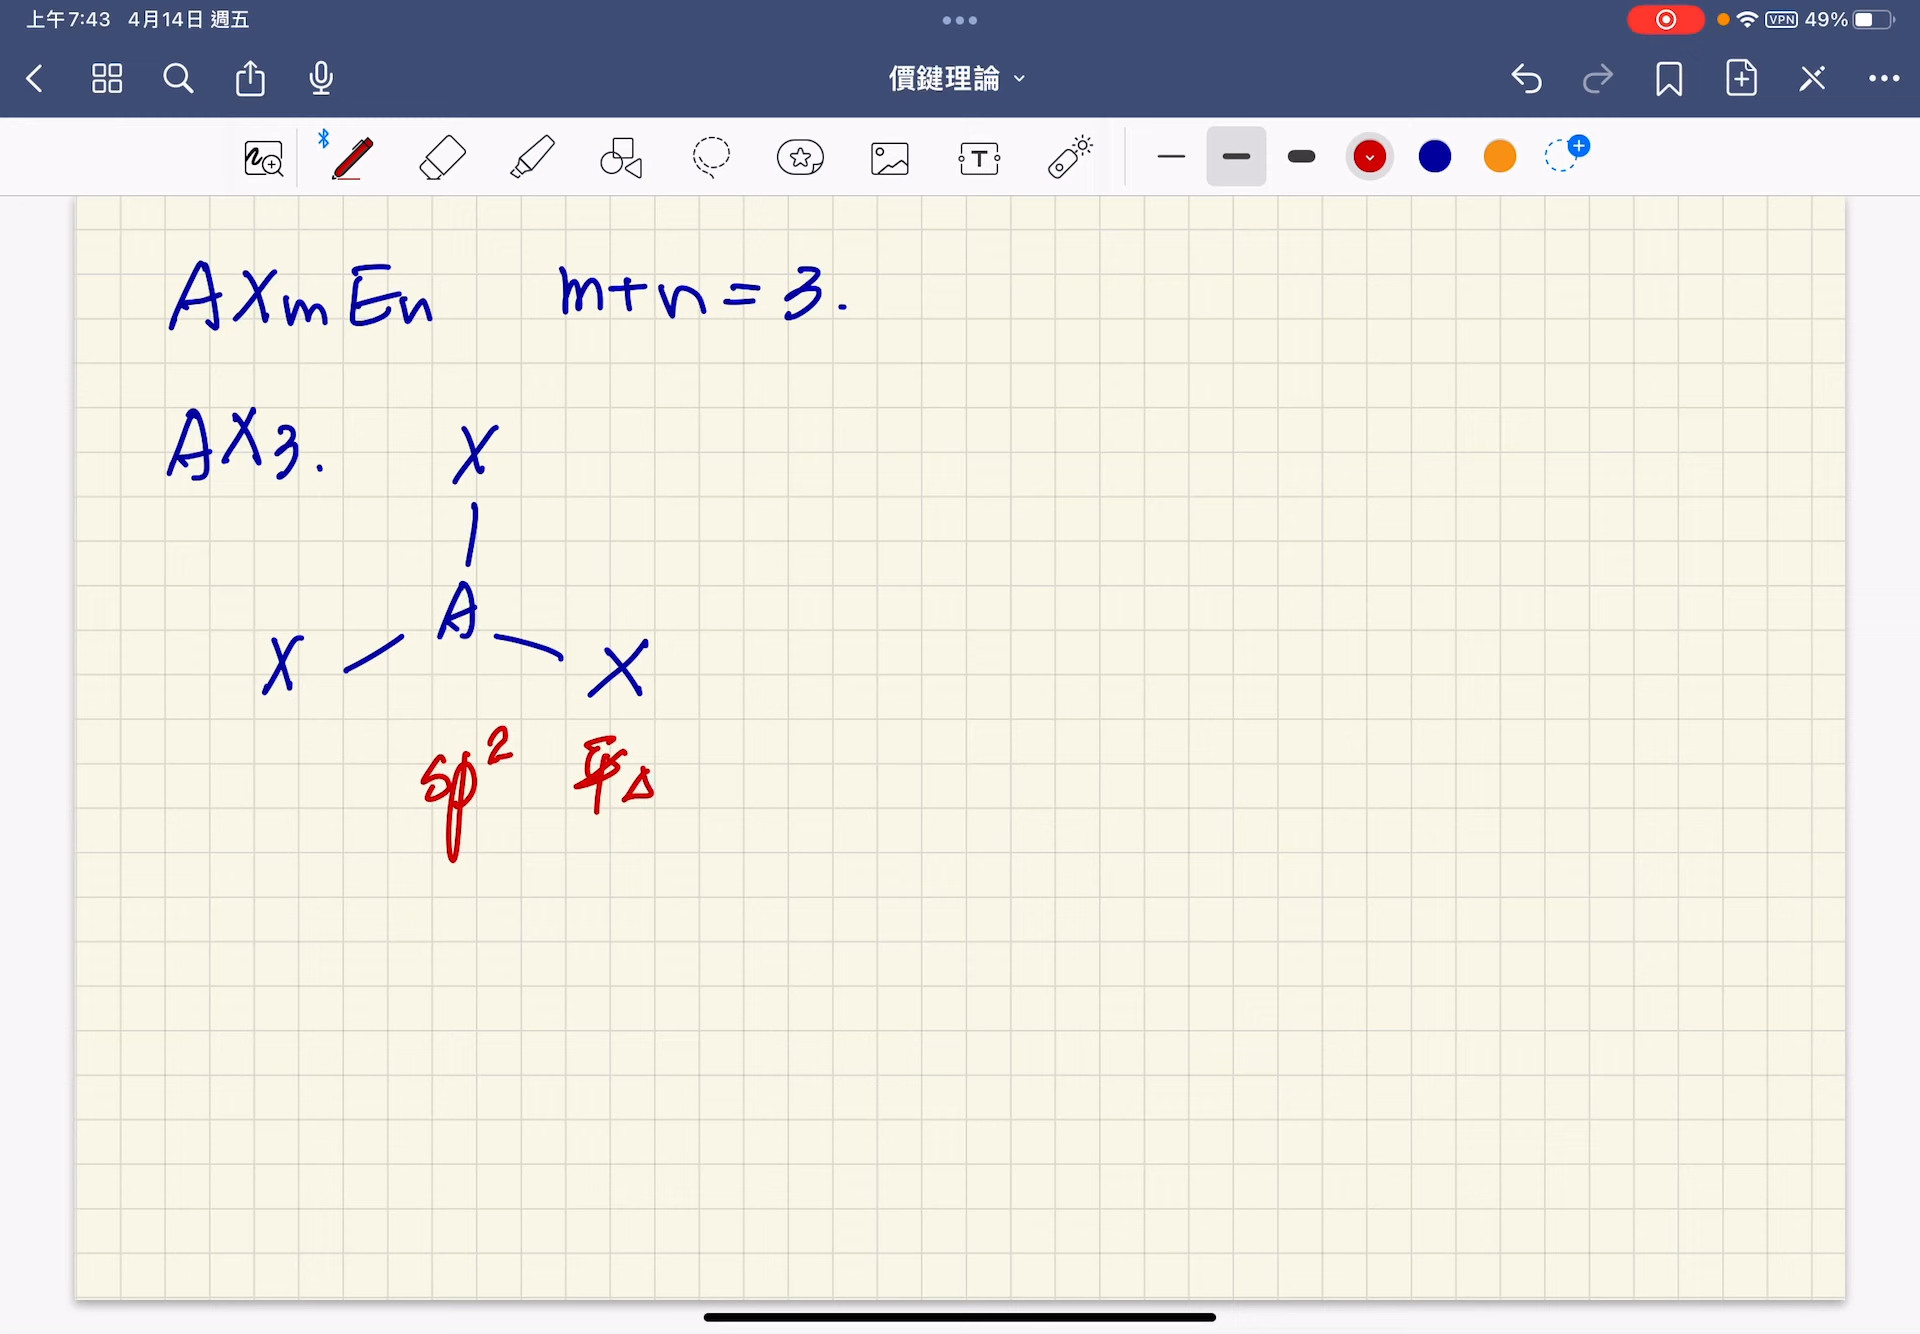 上午7:43 4月14日 週五
VPN 49%
價鍵理論
T
AXmEn m+n=3.
AX3.
X
A
X X
sp² 平△